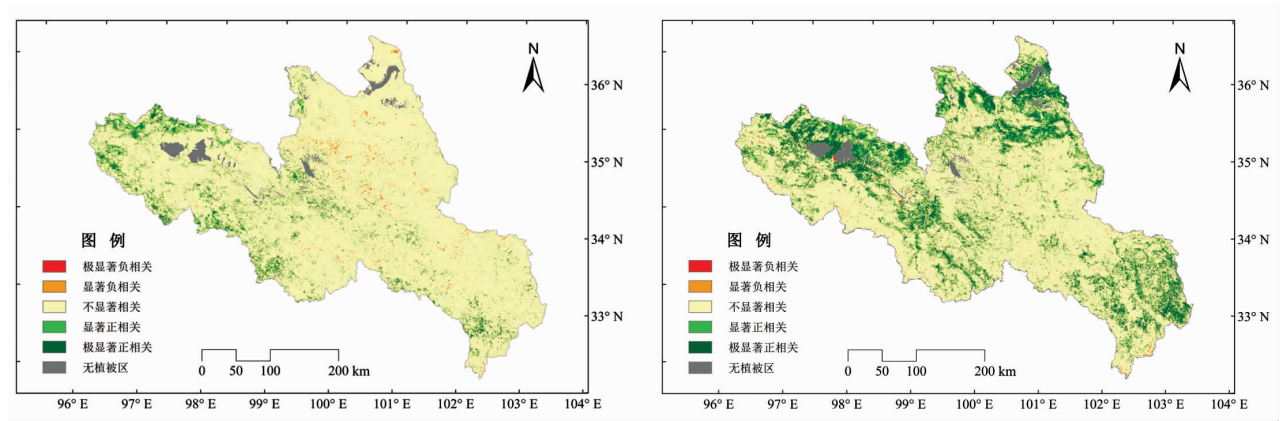 N
36° N
35° N
34° N
33° N
图 例
极显著负相关
显著负相关
不显著相关
显著正相关
极显著正相关
无植被区
0 50 100 200 km
96° E 97° E 98° E 99° E 100° E 101° E 102° E 103° E 104° E
N
36° N
35° N
34° N
33° N
图 例
极显著负相关
显著负相关
不显著相关
显著正相关
极显著正相关
无植被区
0 50 100 200 km
96° E 97° E 98° E 99° E 100° E 101° E 102° E 103° E 104° E